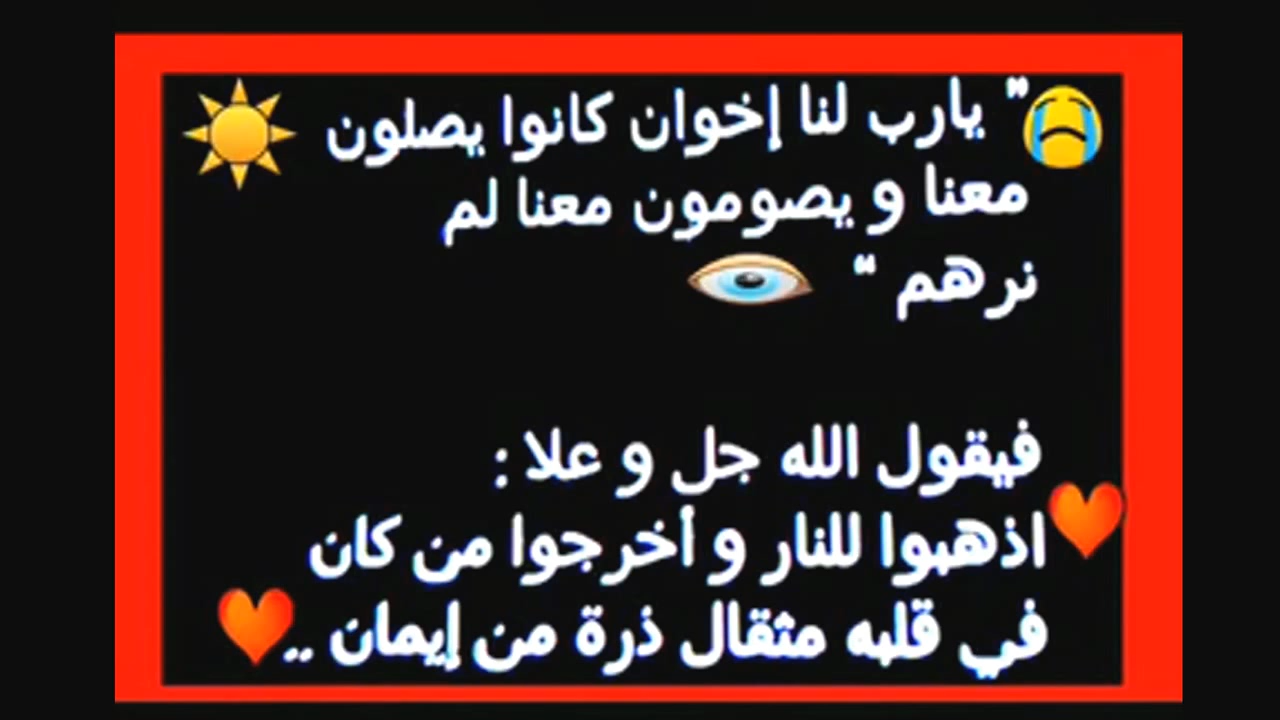 " يارب لنا إخوان كانوا يصلون
معنا و يصومون معنا لم
نرهم "
فيقول الله جل و علا :
اذهبوا للنار و أخرجوا من كان
في قلبه مثقال ذرة من إيمان ..